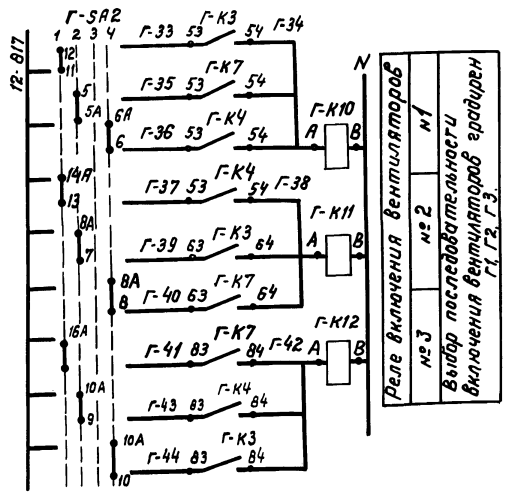 Г-5А2
1 2 3 4
12-817
Г-33 53 Г-К3 54 Г-34
12
11
Г-35 53 Г-К7 54
5
5А
Г-36 53 Г-К4 54
6А
6
Г-К10
А В
N
Г-37 53 Г-К4 54 Г-38
14А
13
Г-39 63 Г-К3 64
8А
7
Г-К11
А В
Г-40 63 Г-К7 64
8А
8
Г-41 83 Г-К7 84 Г-42
16А
Г-К12
А В
Г-43 83 Г-К4 84
10А
9
Г-44 83 Г-К3 84
10А
10
Реле включения вентиляторов
№1
№2
№3
Выбор последовательности
включения вентиляторов градирен
Г1, Г2, Г3.